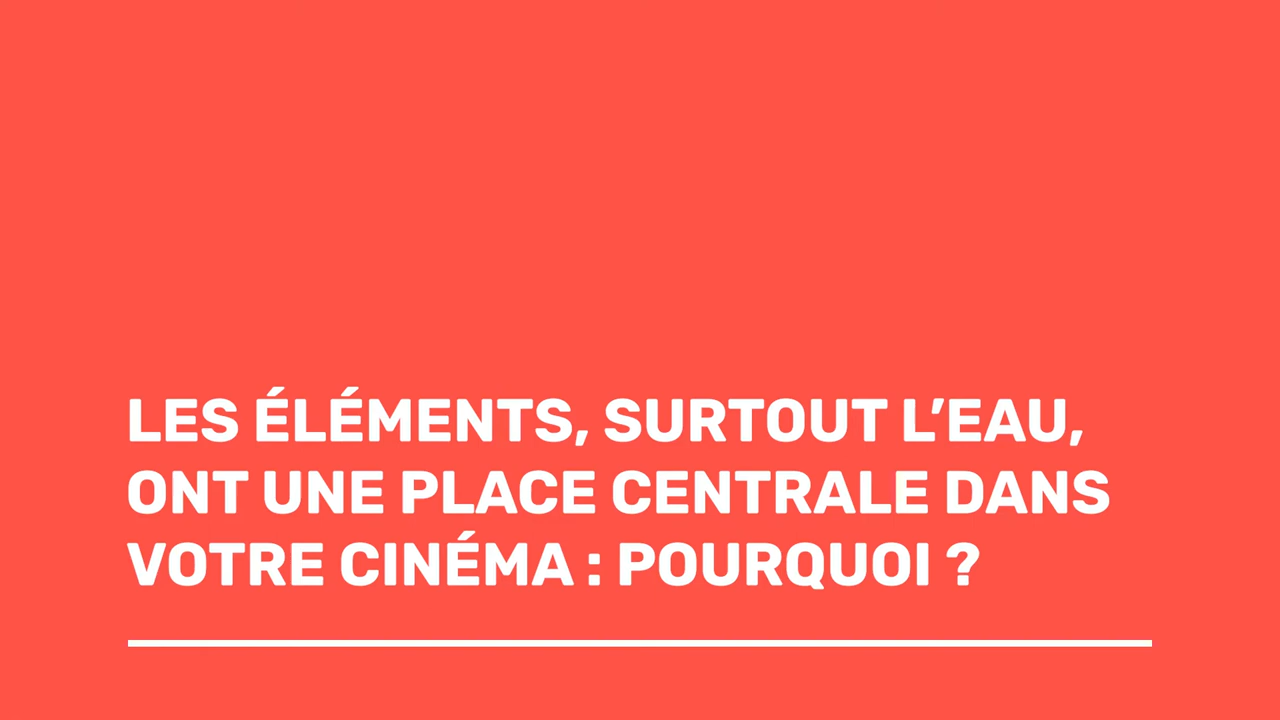 LES ÉLÉMENTS, SURTOUT L’EAU,
ONT UNE PLACE CENTRALE DANS
VOTRE CINÉMA : POURQUOI ?